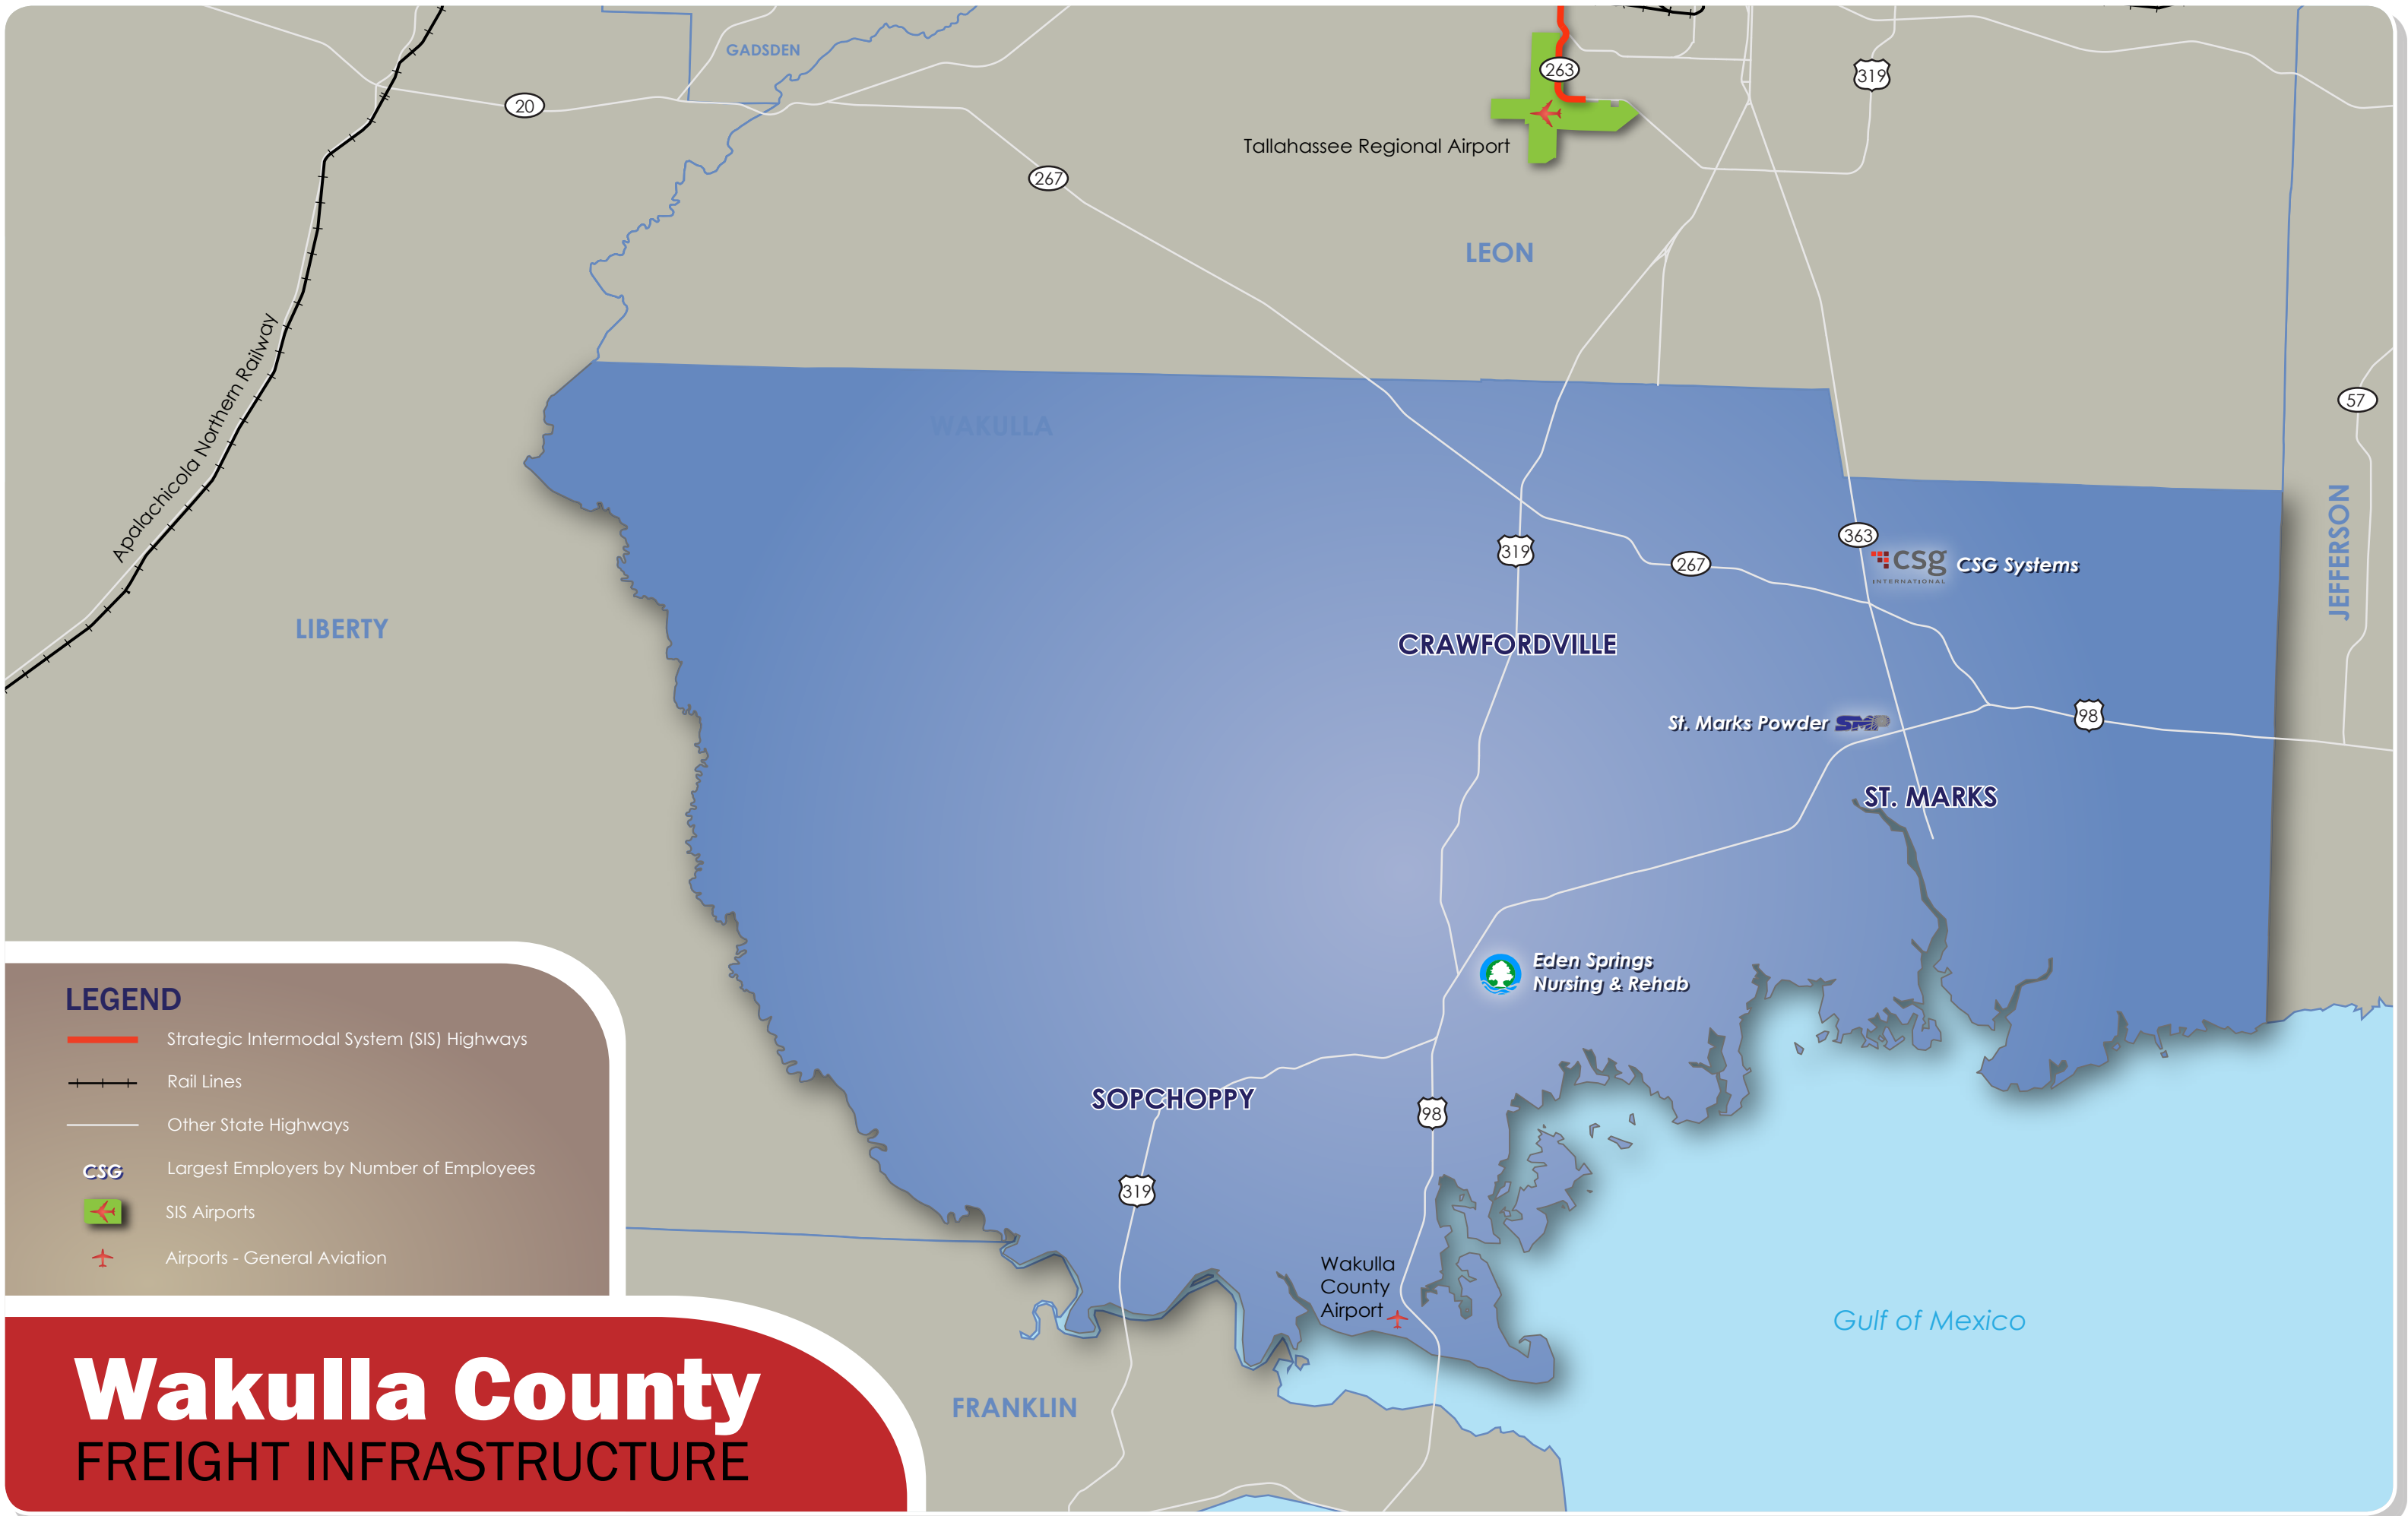 GADSDEN
263
319
20
Tallahassee Regional Airport
267
LEON
57
WAKULLA
Apalachicola Northern Railway
JEFFERSON
363
319
267
csg
INTERNATIONAL
CSG Systems
LIBERTY
CRAWFORDVILLE
St. Marks Powder
SMP
98
ST. MARKS
Eden Springs
Nursing & Rehab
SOPCHOPPY
98
319
Wakulla
County
Airport
Gulf of Mexico
FRANKLIN
LEGEND
Strategic Intermodal System (SIS) Highways
Rail Lines
Other State Highways
CSG
Largest Employers by Number of Employees
SIS Airports
Airports - General Aviation
Wakulla County
FREIGHT INFRASTRUCTURE